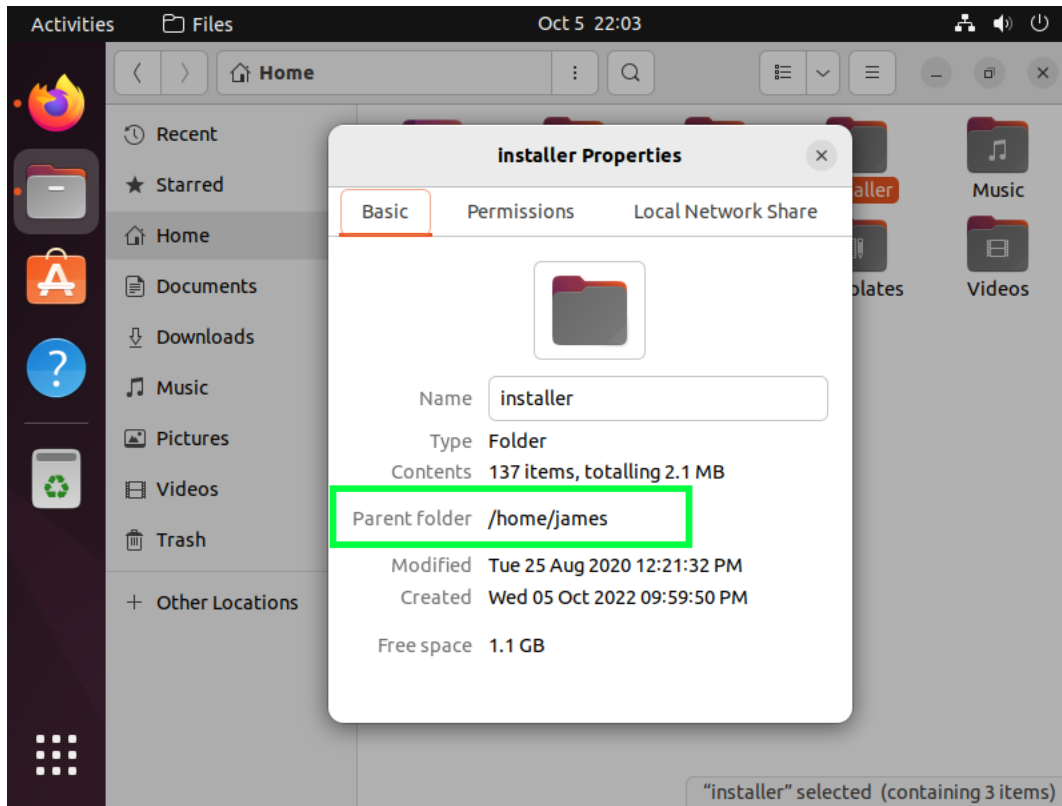 Activities Files Oct 5 22:03
Home
Recent
Starred
Home
Documents
Downloads
Music
Pictures
Videos
Trash
+ Other Locations
installer Properties
Basic Permissions Local Network Share
Name installer
Type Folder
Contents 137 items, totalling 2.1 MB
Parent folder /home/james
Modified Tue 25 Aug 2020 12:21:32 PM
Created Wed 05 Oct 2022 09:59:50 PM
Free space 1.1 GB
aller
Music
plates
Videos
"installer" selected (containing 3 items)